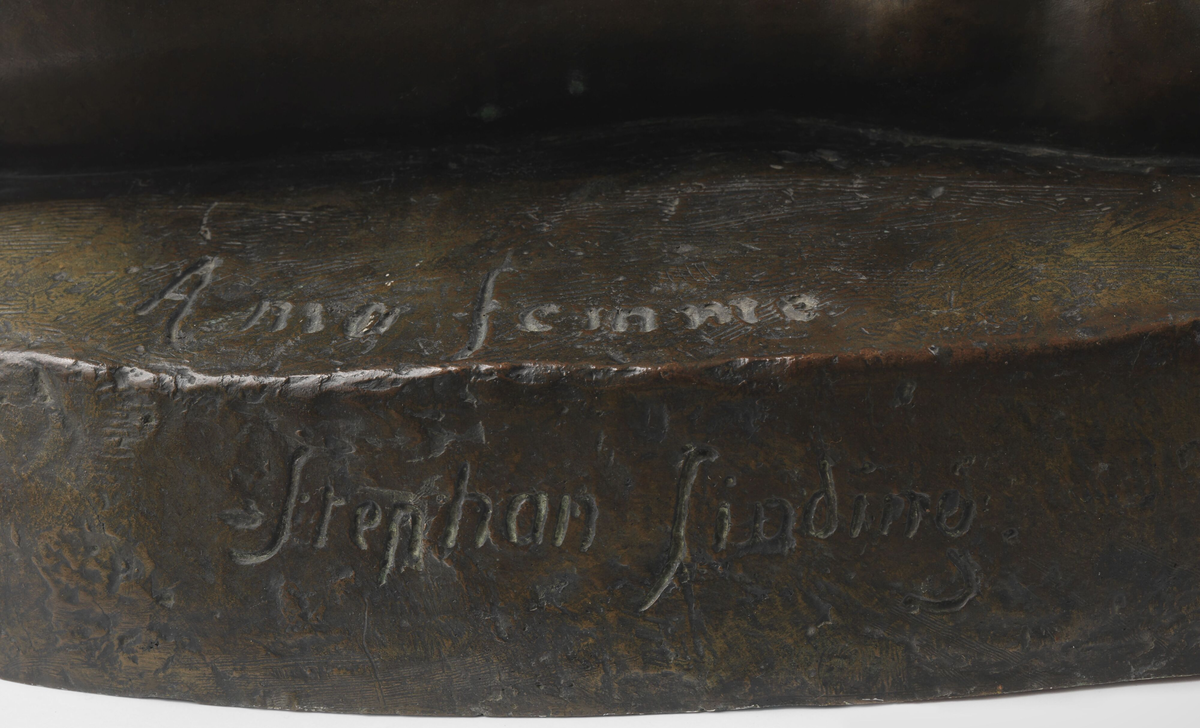 A ma femme
Stephan Sinding.